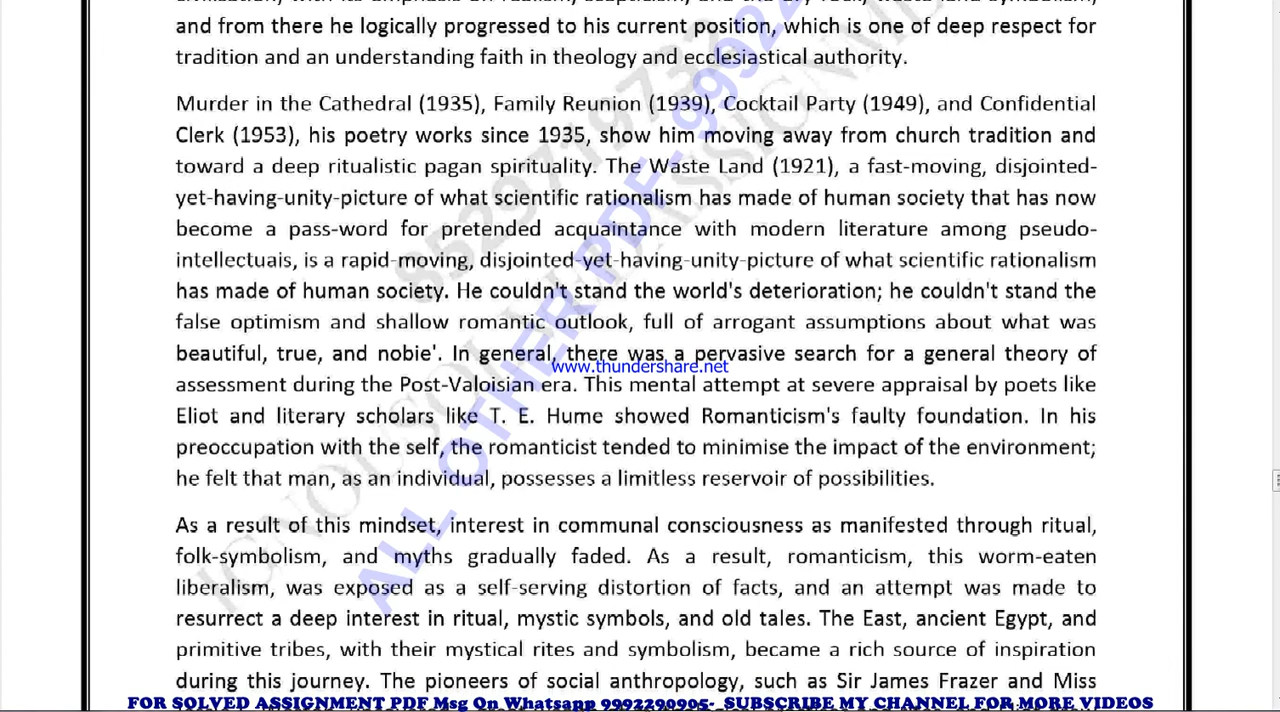 and from there he logically progressed to his current position, which is one of deep respect for
tradition and an understanding faith in theology and ecclesiastical authority.
Murder in the Cathedral (1935), Family Reunion (1939), Cocktail Party (1949), and Confidential
Clerk (1953), his poetry works since 1935, show him moving away from church tradition and
toward a deep ritualistic pagan spirituality. The Waste Land (1921), a fast-moving, disjointed-
yet-having-unity-picture of what scientific rationalism has made of human society that has now
become a pass-word for pretended acquaintance with modern literature among pseudo-
intellectuais, is a rapid-moving, disjointed-yet-having-unity-picture of what scientific rationalism
has made of human society. He couldn't stand the world's deterioration; he couldn't stand the
false optimism and shallow romantic outlook, full of arrogant assumptions about what was
beautiful, true, and nobie'. In general, there was a pervasive search for a general theory of
www.thundershare.net
assessment during the Post-Valoisian era. This mental attempt at severe appraisal by poets like
Eliot and literary scholars like T. E. Hume showed Romanticism's faulty foundation. In his
preoccupation with the self, the romanticist tended to minimise the impact of the environment;
he felt that man, as an individual, possesses a limitless reservoir of possibilities.
As a result of this mindset, interest in communal consciousness as manifested through ritual,
folk-symbolism, and myths gradually faded. As a result, romanticism, this worm-eaten
liberalism, was exposed as a self-serving distortion of facts, and an attempt was made to
resurrect a deep interest in ritual, mystic symbols, and old tales. The East, ancient Egypt, and
primitive tribes, with their mystical rites and symbolism, became a rich source of inspiration
during this journey. The pioneers of social anthropology, such as Sir James Frazer and Miss
FOR SOLVED ASSIGNMENT PDF Msg On Whatsapp 9992290905- SUBSCRIBE MY CHANNEL FOR MORE VIDEOS
ALL OTHER PDF- 9992